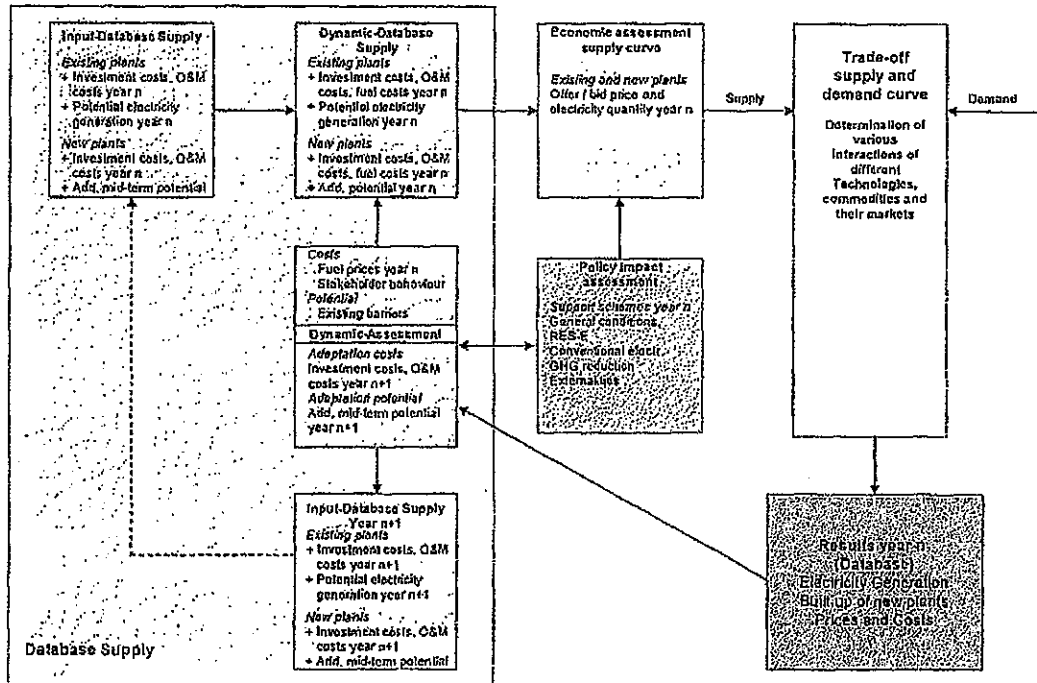 Input-Database Supply
Existing plants
+ Investment costs, O&M
costs year n
+ Potential electricity
generation year n
New plants
+ Investment costs, O&M
costs year n
+ Add, mid-term potential
Dynamic-Database
Supply
Existing plants
+ Investment costs, O&M
costs, fuel costs year n
+ Potential electricity
generation year n
New plants
+ Investment costs, O&M
costs, fuel costs year n
+ Add, potential year n
Economic assessment
supply curve
Existing and new plants
Offer / bid price and
electricity quantity year n
Supply
Trade-off
supply and
demand curve
Determination of
various
Interactions of
different
Technologies,
commodities and
their markets
Demand
Costs
Fuel prices year n
Stakeholder behaviour
Potential
Existing barriers
Dynamic-Assessment
Adaptation costs
Investment costs, O&M
costs year n+1
Adaptation potential
Add, mid-term potential
year n+1
Policy impact
assessment
Support schemes year n
General conditions
RES-E
Conventional electr.
GHG reduction
Externalities
Input-Database Supply
Year n+1
Existing plants
+ Investment costs, O&M
costs year n+1
+ Potential electricity
generation year n+1
New plants
+ Investment costs, O&M
costs year n+1
+ Add, mid-term potential
Results year n
(Database)
Electricity Generation
Built up of new plants
Prices and Costs
Database Supply